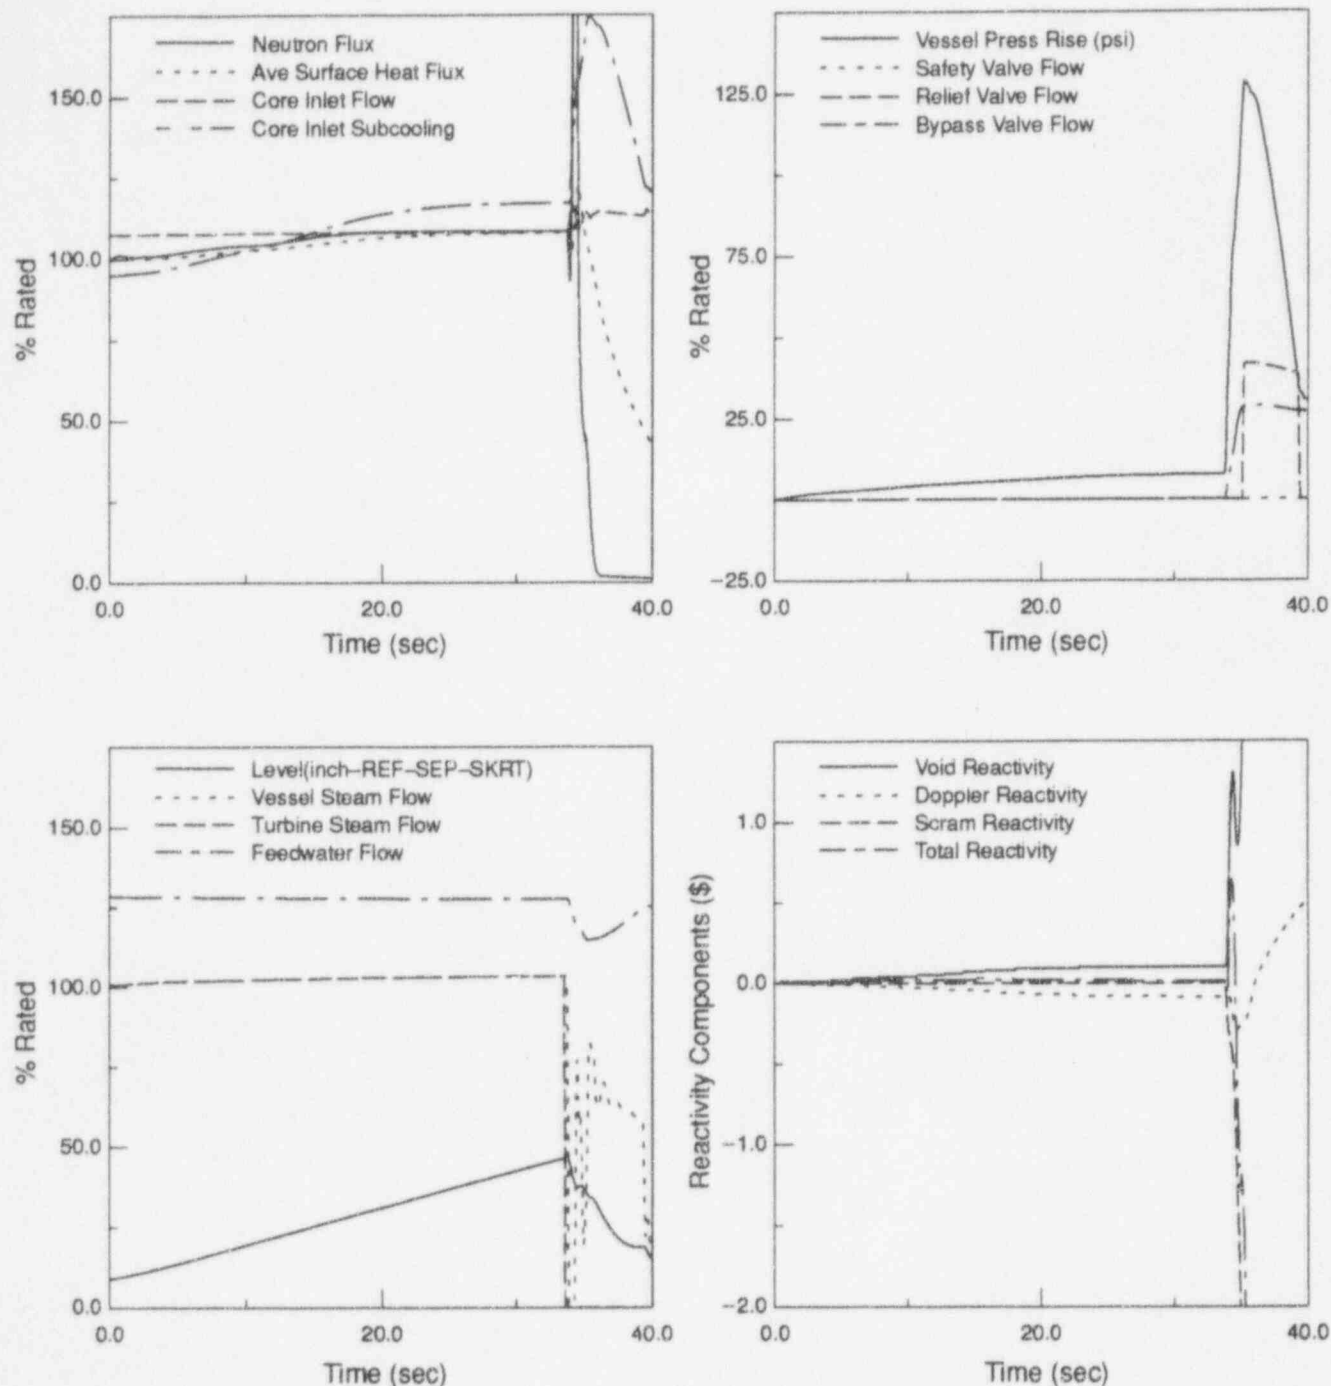 Neutron Flux
Ave Surface Heat Flux
Core Inlet Flow
Core Inlet Subcooling
150.0
100.0
50.0
0.0
% Rated
0.0 20.0 40.0
Time (sec)
Vessel Press Rise (psi)
Safety Valve Flow
Relief Valve Flow
Bypass Valve Flow
125.0
75.0
25.0
−25.0
% Rated
0.0 20.0 40.0
Time (sec)
Level(inch–REF–SEP–SKRT)
Vessel Steam Flow
Turbine Steam Flow
Feedwater Flow
150.0
100.0
50.0
0.0
% Rated
0.0 20.0 40.0
Time (sec)
Void Reactivity
Doppler Reactivity
Scram Reactivity
Total Reactivity
1.0
0.0
−1.0
−2.0
Reactivity Components ($)
0.0 20.0 40.0
Time (sec)